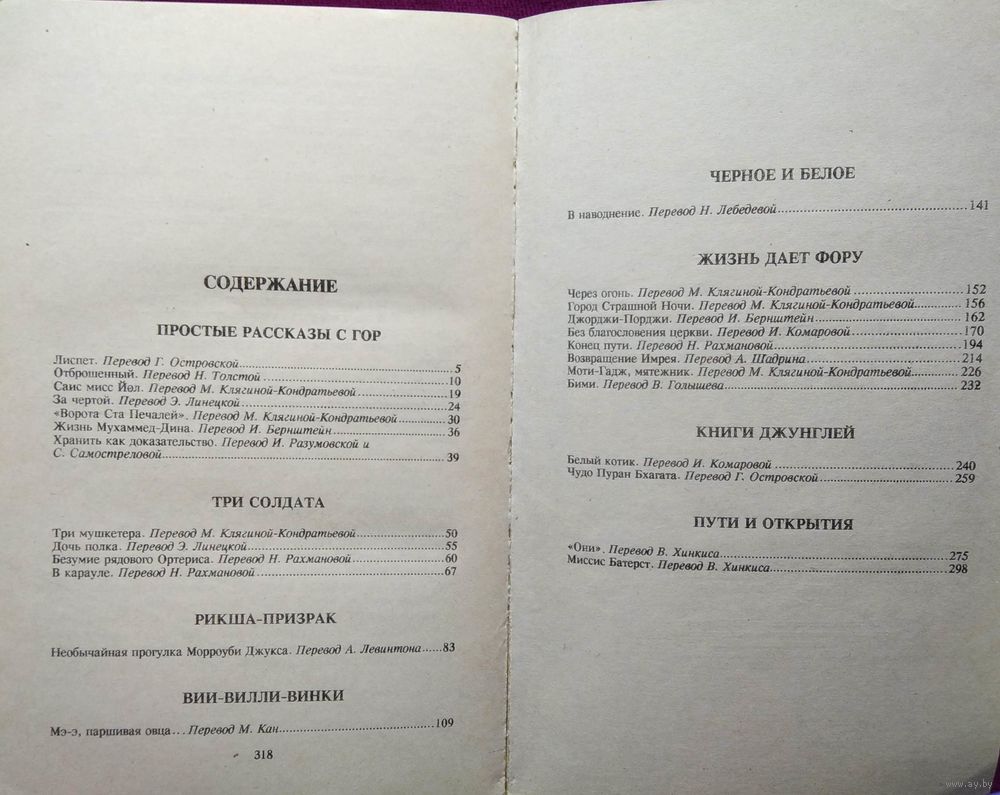 СОДЕРЖАНИЕ
ПРОСТЫЕ РАССКАЗЫ С ГОР
Лиспет. Перевод Г. Островской 5
Отброшенный. Перевод Н. Толстой 10
Саис мисс Йол. Перевод М. Клягиной-Кондратьевой 19
За чертой. Перевод Э. Линецкой 24
«Ворота Ста Печалей». Перевод М. Клягиной-Кондратьевой 30
Жизнь Мухаммед-Дина. Перевод И. Бернштейн 36
Хранить как доказательство. Перевод И. Разумовской и
С. Самостреловой 39
ТРИ СОЛДАТА
Три мушкетера. Перевод М. Клягиной-Кондратьевой 50
Дочь полка. Перевод Э. Линецкой 55
Безумие рядового Ортериса. Перевод Н. Рахмановой 60
В карауле. Перевод Н. Рахмановой 67
РИКША-ПРИЗРАК
Необычайная прогулка Морроуби Джукса. Перевод А. Левинтона 83
ВИИ-ВИЛЛИ-ВИНКИ
Мэ-э, паршивая овца... Перевод М. Кан 109
318
ЧЕРНОЕ И БЕЛОЕ
В наводнение. Перевод Н. Лебедевой 141
ЖИЗНЬ ДАЕТ ФОРУ
Через огонь. Перевод М. Клягиной-Кондратьевой 152
Город Страшной Ночи. Перевод М. Клягиной-Кондратьевой 156
Джорджи-Порджи. Перевод И. Бернштейн 162
Без благословения церкви. Перевод И. Комаровой 170
Конец пути. Перевод Н. Рахмановой 194
Возвращение Имрея. Перевод А. Шадрина 214
Моти-Гадж, мятежник. Перевод М. Клягиной-Кондратьевой 226
Бими. Перевод В. Голышева 232
КНИГИ ДЖУНГЛЕЙ
Белый котик. Перевод И. Комаровой 240
Чудо Пуран Бхагата. Перевод Г. Островской 259
ПУТИ И ОТКРЫТИЯ
«Они». Перевод В. Хинкиса 275
Миссис Батерст. Перевод В. Хинкиса 298
www.ay.by